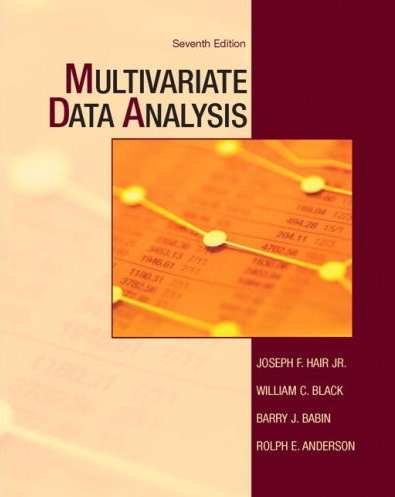 Seventh Edition
MULTIVARIATE
DATA ANALYSIS
JOSEPH F. HAIR JR.
WILLIAM C. BLACK
BARRY J. BABIN
ROLPH E. ANDERSON